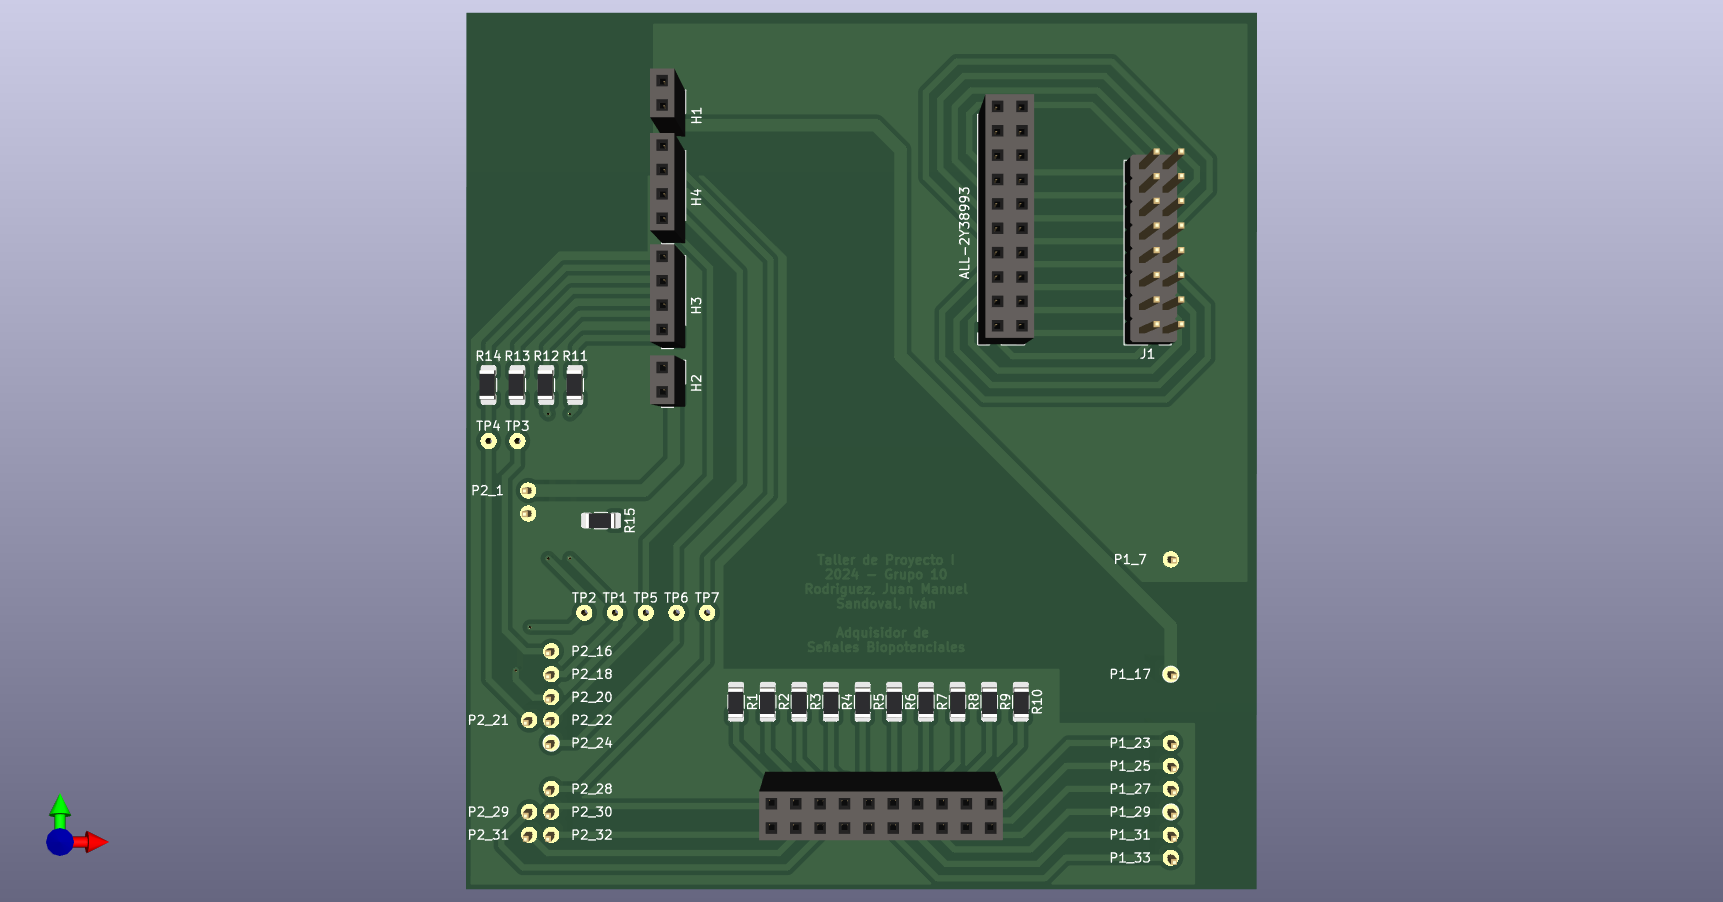 H1
H4
ALL-2Y38993
H3
J1
R14 R13 R12 R11
H2
TP4 TP3
P2_1
R15
Taller de Proyecto I
2024 – Grupo 10
Rodriguez, Juan Manuel
Sandoval, Iván
Adquisidor de
Señales Biopotenciales
P1_7
TP2 TP1 TP5 TP6 TP7
P2_16
P2_18
P1_17
P2_20
R1 R2 R3 R4 R5 R6 R7 R8 R9 R10
P2_21 P2_22
P2_24
P1_23
P1_25
P2_28
P1_27
P2_29 P2_30
P1_29
P2_31 P2_32
P1_31
P1_33